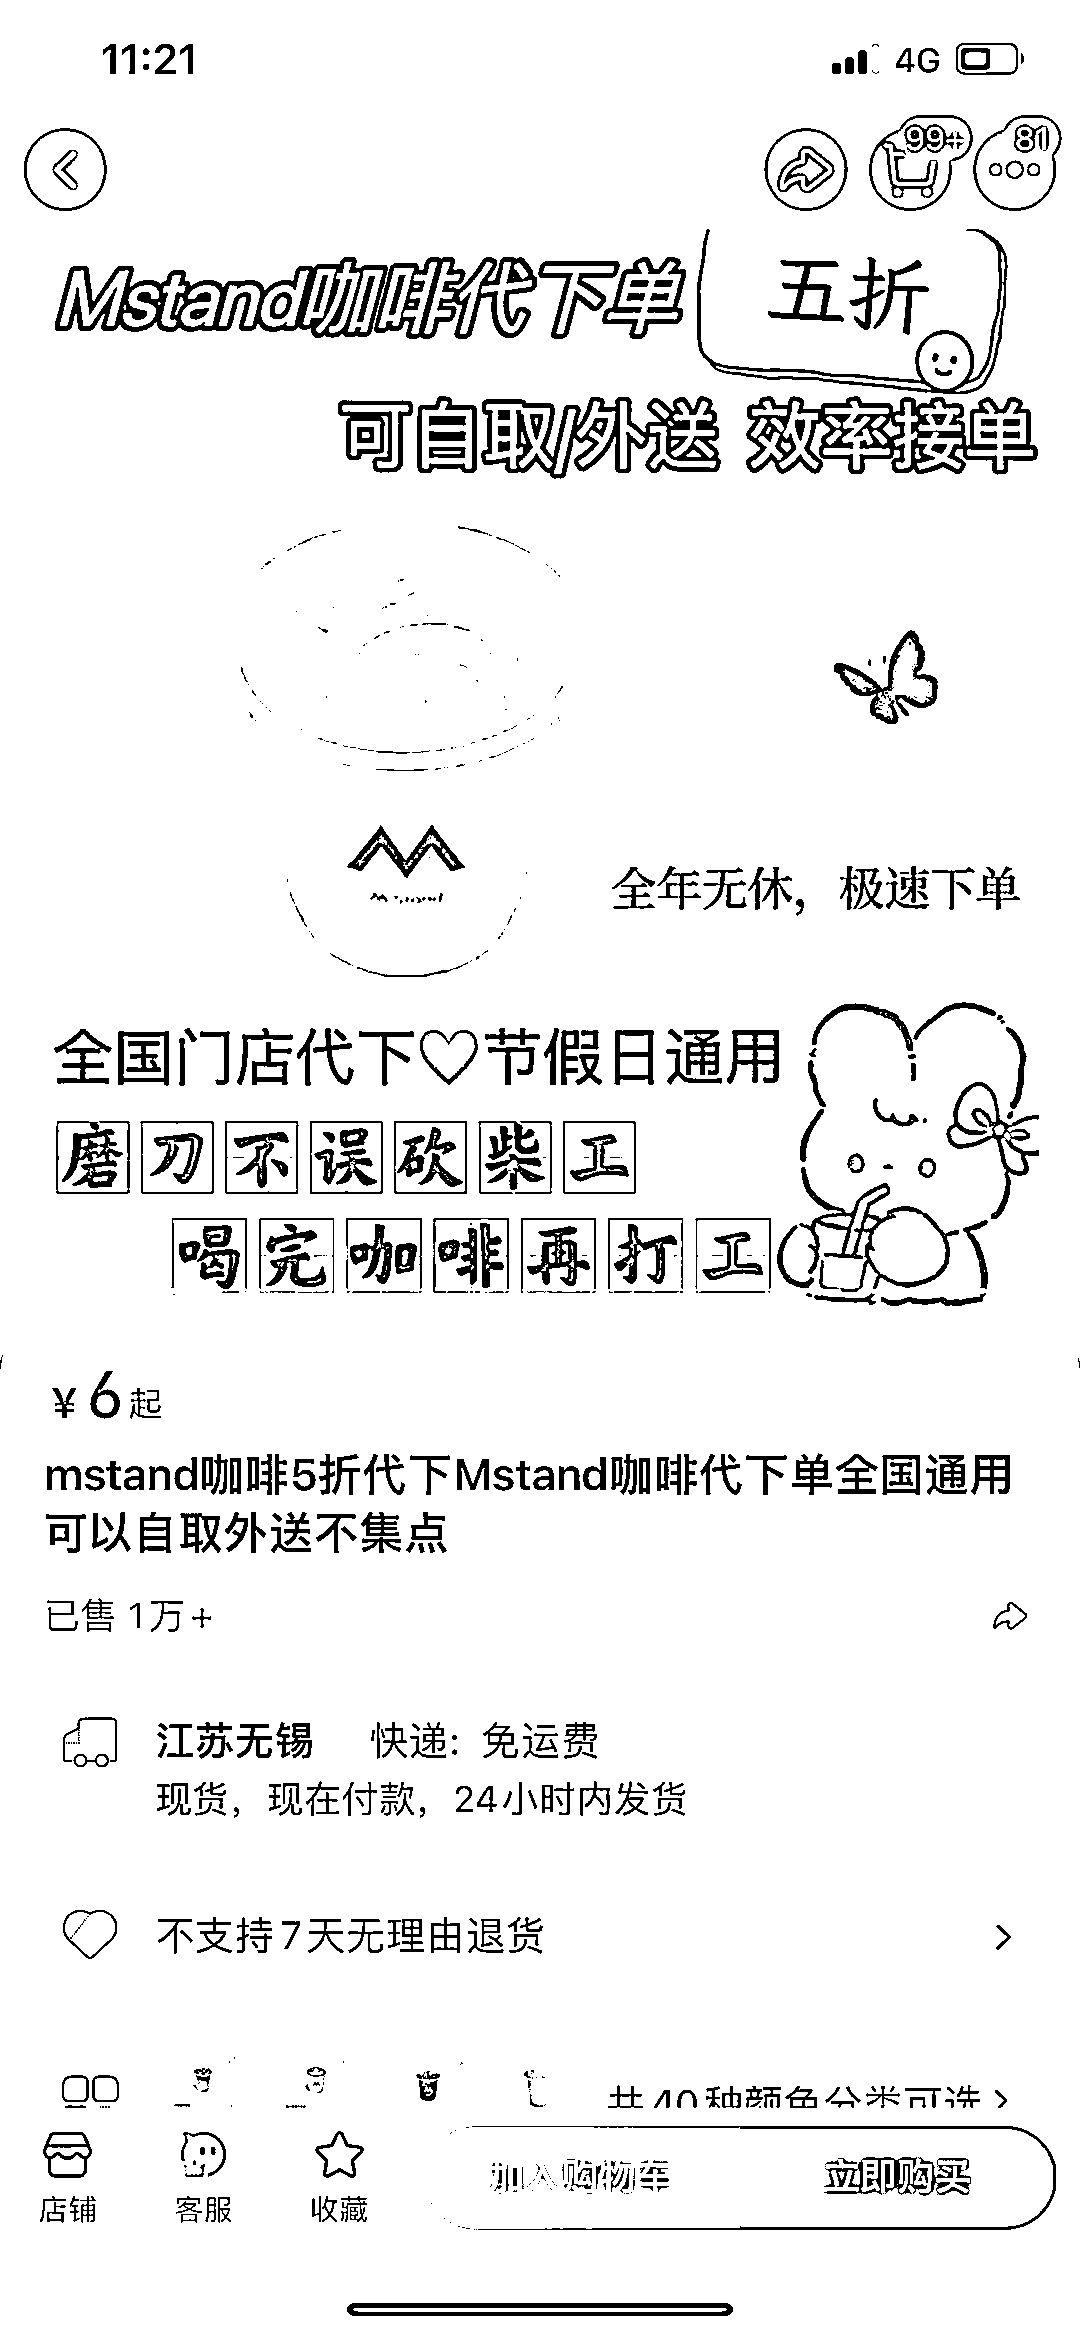 11:21
4G
99+
81
Mstand咖啡代下单
五折
可自取/外送 效率接单
全年无休，极速下单
全国门店代下♡节假日通用
磨刀不误砍柴工
喝完咖啡再打工
¥6起
mstand咖啡5折代下Mstand咖啡代下单全国通用
可以自取外送不集点
已售 1万+
江苏无锡 快递：免运费
现货，现在付款，24小时内发货
不支持7天无理由退货
共40种颜色分类可选
店铺
客服
收藏
加入购物车
立即购买